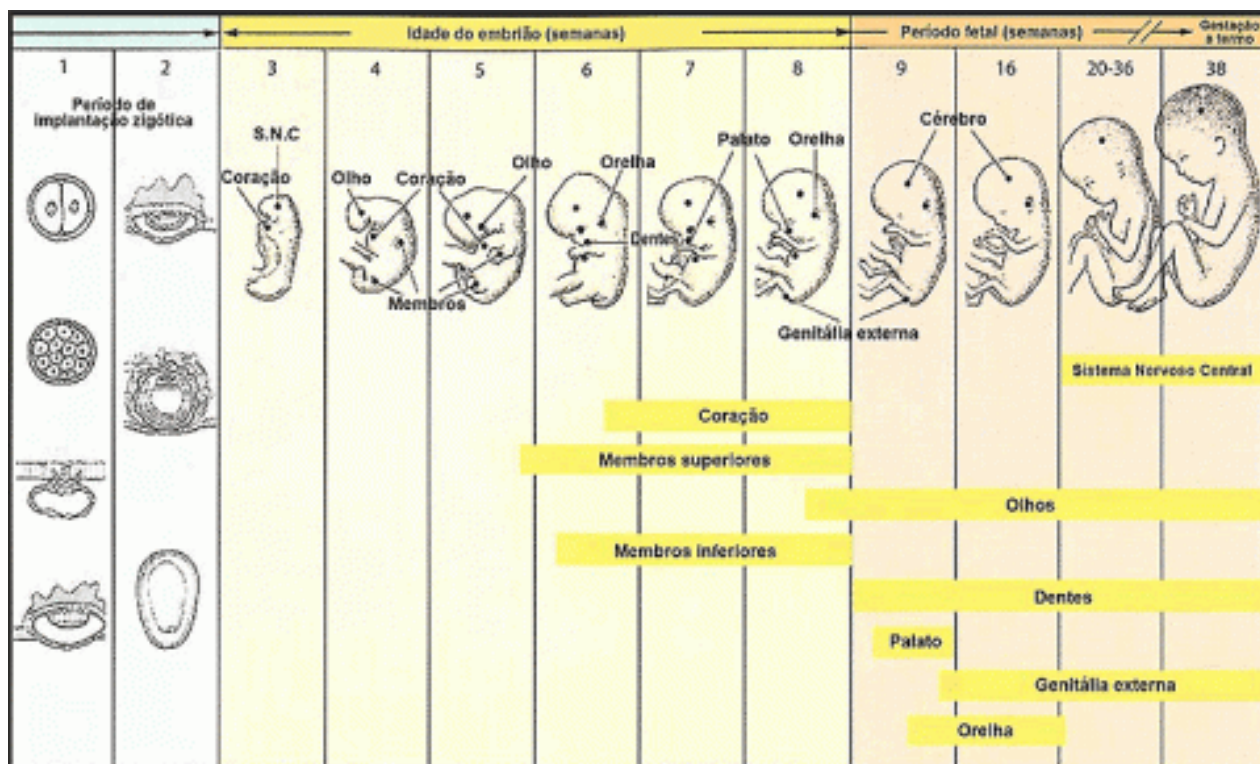 Idade do embrião (semanas)
Período fetal (semanas)
Gestação
a termo
1 2 3 4 5 6 7 8 9 16 20-36 38
Período de
implantação zigótica
S.N.C
Coração
Olho
Coração
Olho
Orelha
Palato
Orelha
Cérebro
Dentes
Membros
Genitália externa
Sistema Nervoso Central
Coração
Membros superiores
Olhos
Membros inferiores
Dentes
Palato
Genitália externa
Orelha